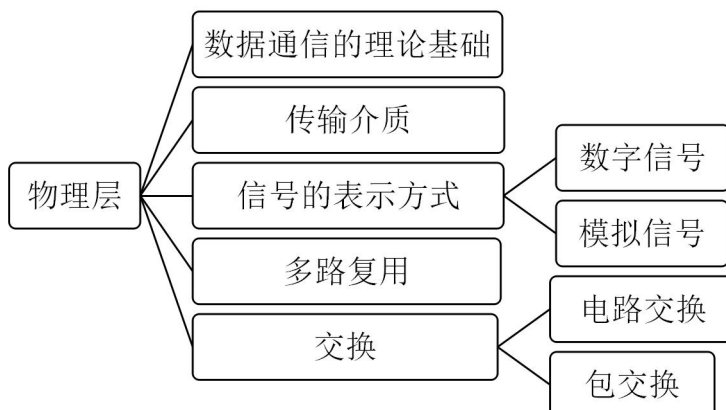 数据通信的理论基础
传输介质
物理层
信号的表示方式
数字信号
模拟信号
多路复用
交换
电路交换
包交换